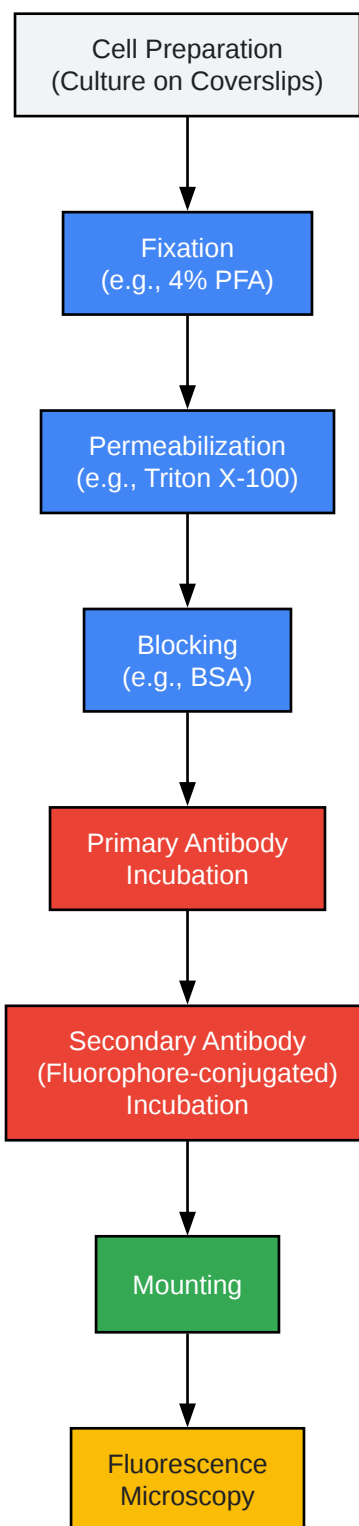 Cell Preparation
(Culture on Coverslips)
Fixation
(e.g., 4% PFA)
Permeabilization
(e.g., Triton X-100)
Blocking
(e.g., BSA)
Primary Antibody
Incubation
Secondary Antibody
(Fluorophore-conjugated)
Incubation
Mounting
Fluorescence
Microscopy